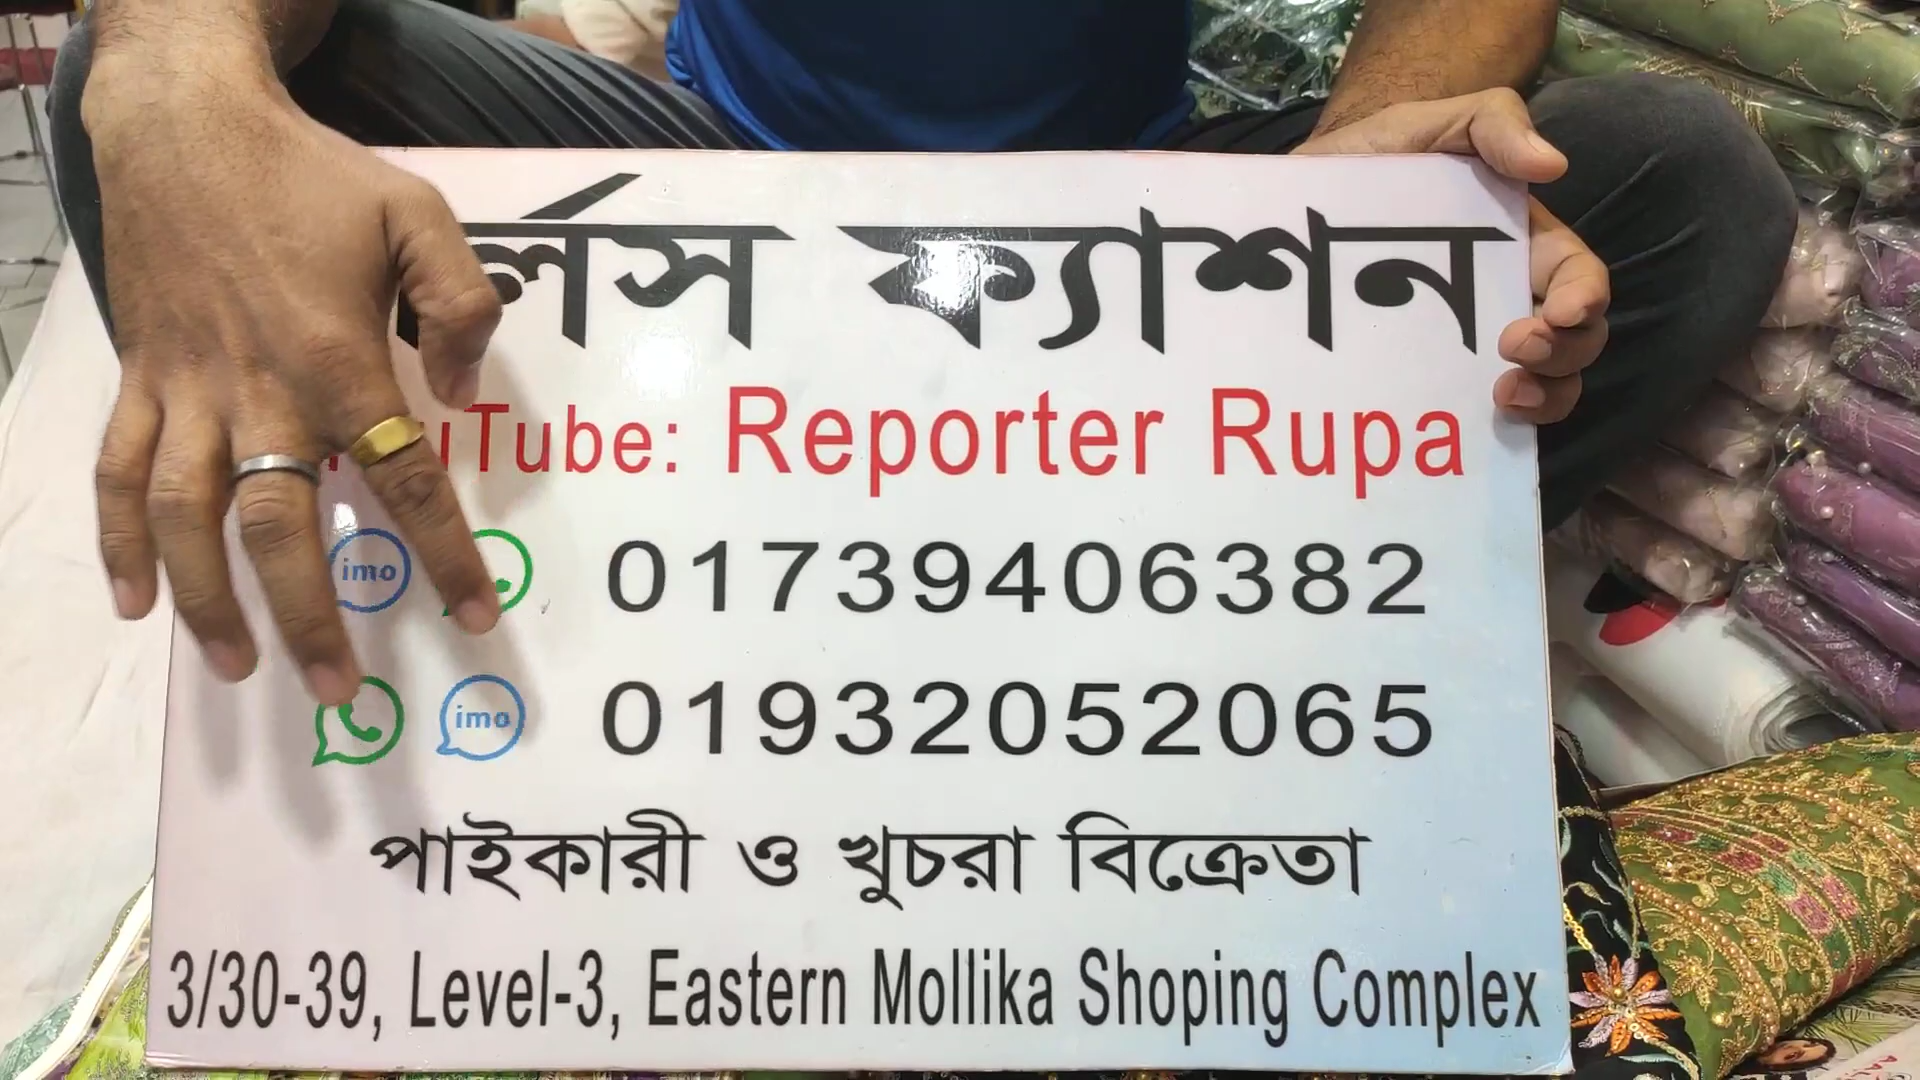 ফ্যাশন
Reporter Rupa
imo 01739406382
imo 01932052065
পাইকারী ও খুচরা বিক্রেতা
3/30-39, Level-3, Eastern Mollika Shoping Complex